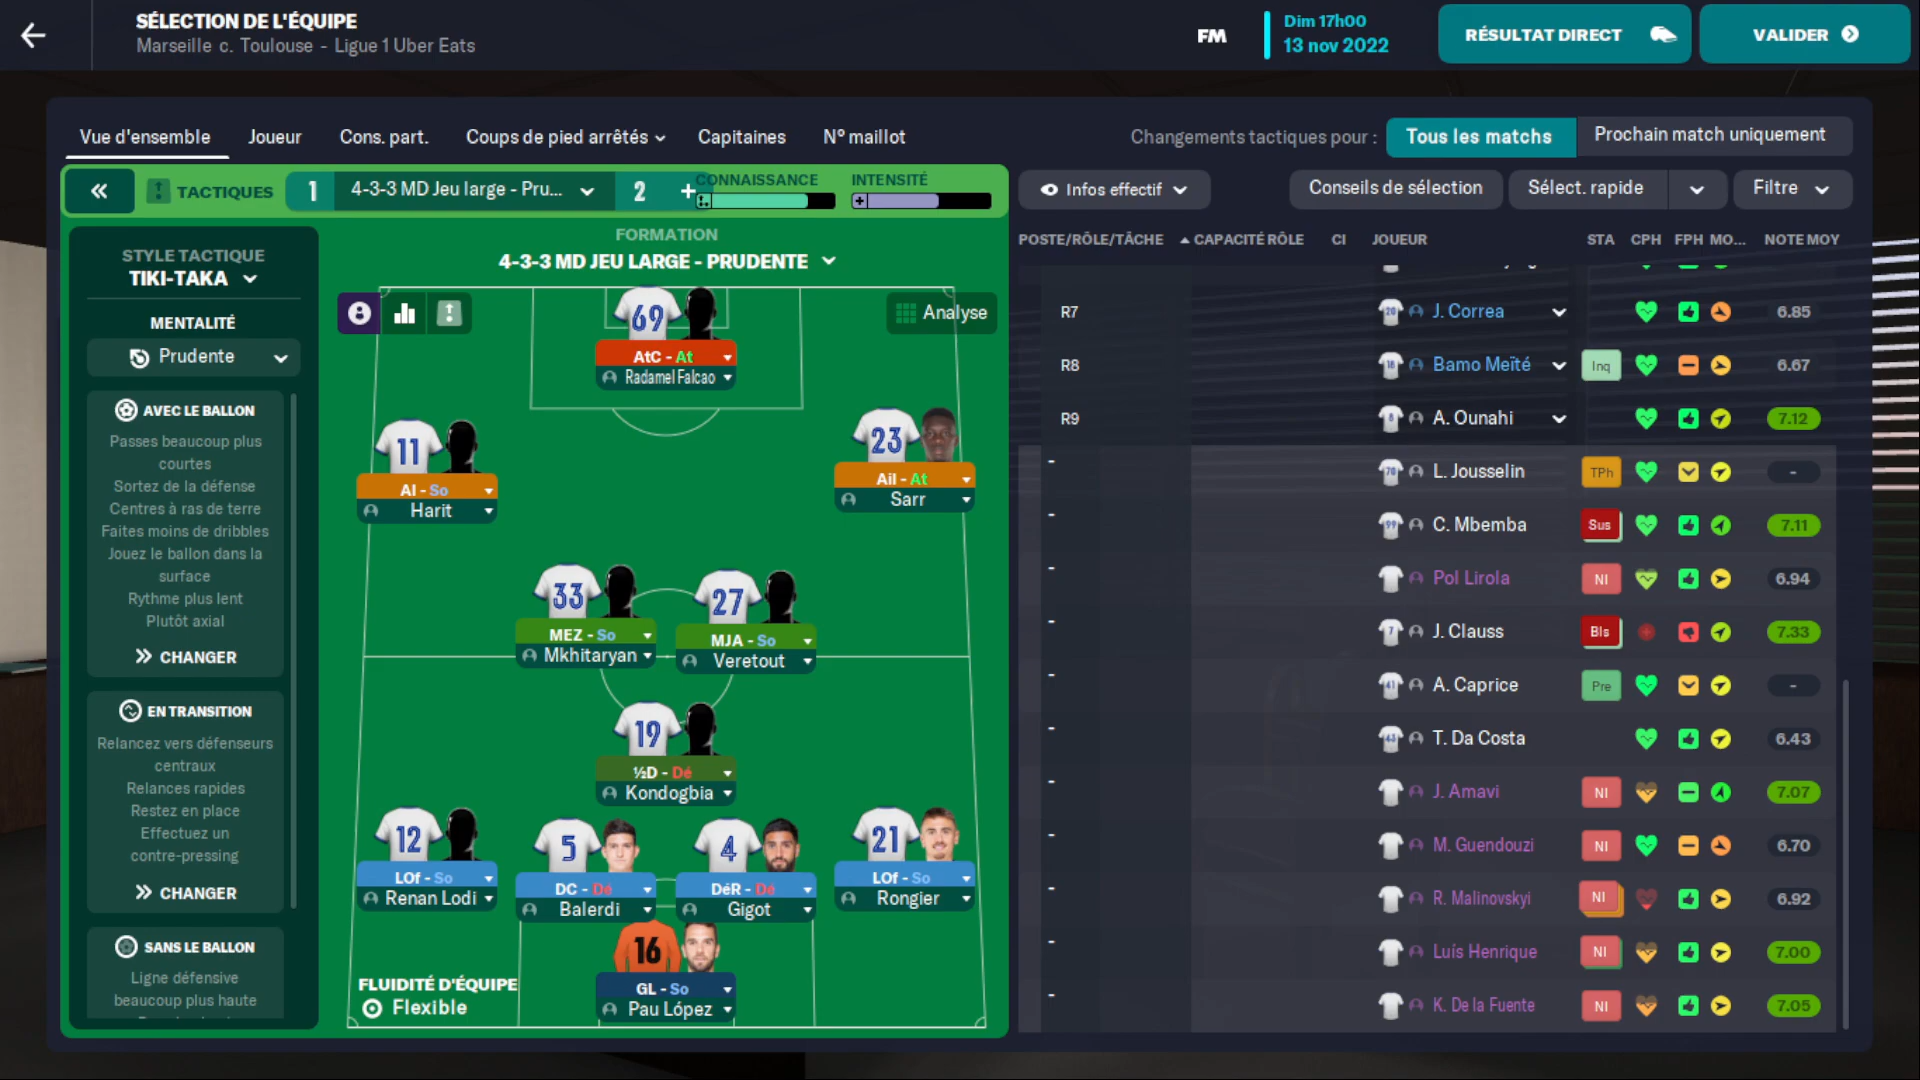 SÉLECTION DE L'ÉQUIPE
Marseille c. Toulouse - Ligue 1 Uber Eats
FM
Dim 17h00
13 nov 2022
RÉSULTAT DIRECT
VALIDER
Vue d'ensemble
Joueur
Cons. part.
Coups de pied arrêtés
Capitaines
N° maillot
Changements tactiques pour :
Tous les matchs
Prochain match uniquement
TACTIQUES
1
4-3-3 MD Jeu large - Pru...
2
+
CONNAISSANCE
INTENSITÉ
Infos effectif
Conseils de sélection
Sélect. rapide
Filtre
STYLE TACTIQUE
TIKI-TAKA
MENTALITÉ
Prudente
AVEC LE BALLON
Passes beaucoup plus
courtes
Sortez de la défense
Centres à ras de terre
Faites moins de dribbles
Jouez le ballon dans la
surface
Rythme plus lent
Plutôt axial
CHANGER
EN TRANSITION
Relancez vers défenseurs
centraux
Relances rapides
Restez en place
Effectuez un
contre-pressing
CHANGER
SANS LE BALLON
Ligne défensive
beaucoup plus haute
FORMATION
4-3-3 MD JEU LARGE - PRUDENTE
Analyse
69
AtC - At
Radamel Falcao
11
AI - So
Harit
23
Ail - At
Sarr
33
MEZ - So
Mkhitaryan
27
MJA - So
Veretout
19
½D - Dé
Kondogbia
12
LOf - So
Renan Lodi
5
DC - Dé
Balerdi
4
DéR - Dé
Gigot
21
LOf - So
Rongier
16
GL - So
Pau López
FLUIDITÉ D'ÉQUIPE
Flexible
POSTE/RÔLE/TÂCHE CAPACITÉ RÔLE CI JOUEUR STA CPH FPH MO... NOTE MOY
R7 20 J. Correa 6.85
R8 18 Bamo Meïté Inq 6.67
R9 8 A. Ounahi 7.12
- 70 L. Jousselin TPh -
- 99 C. Mbemba Sus 7.11
- Pol Lirola NI 6.94
- 7 J. Clauss Bls 7.33
- 41 A. Caprice Pre -
- 43 T. Da Costa 6.43
- J. Amavi NI 7.07
- M. Guendouzi NI 6.70
- R. Malinovskyi NI 6.92
- Luís Henrique NI 7.00
- K. De la Fuente NI 7.05